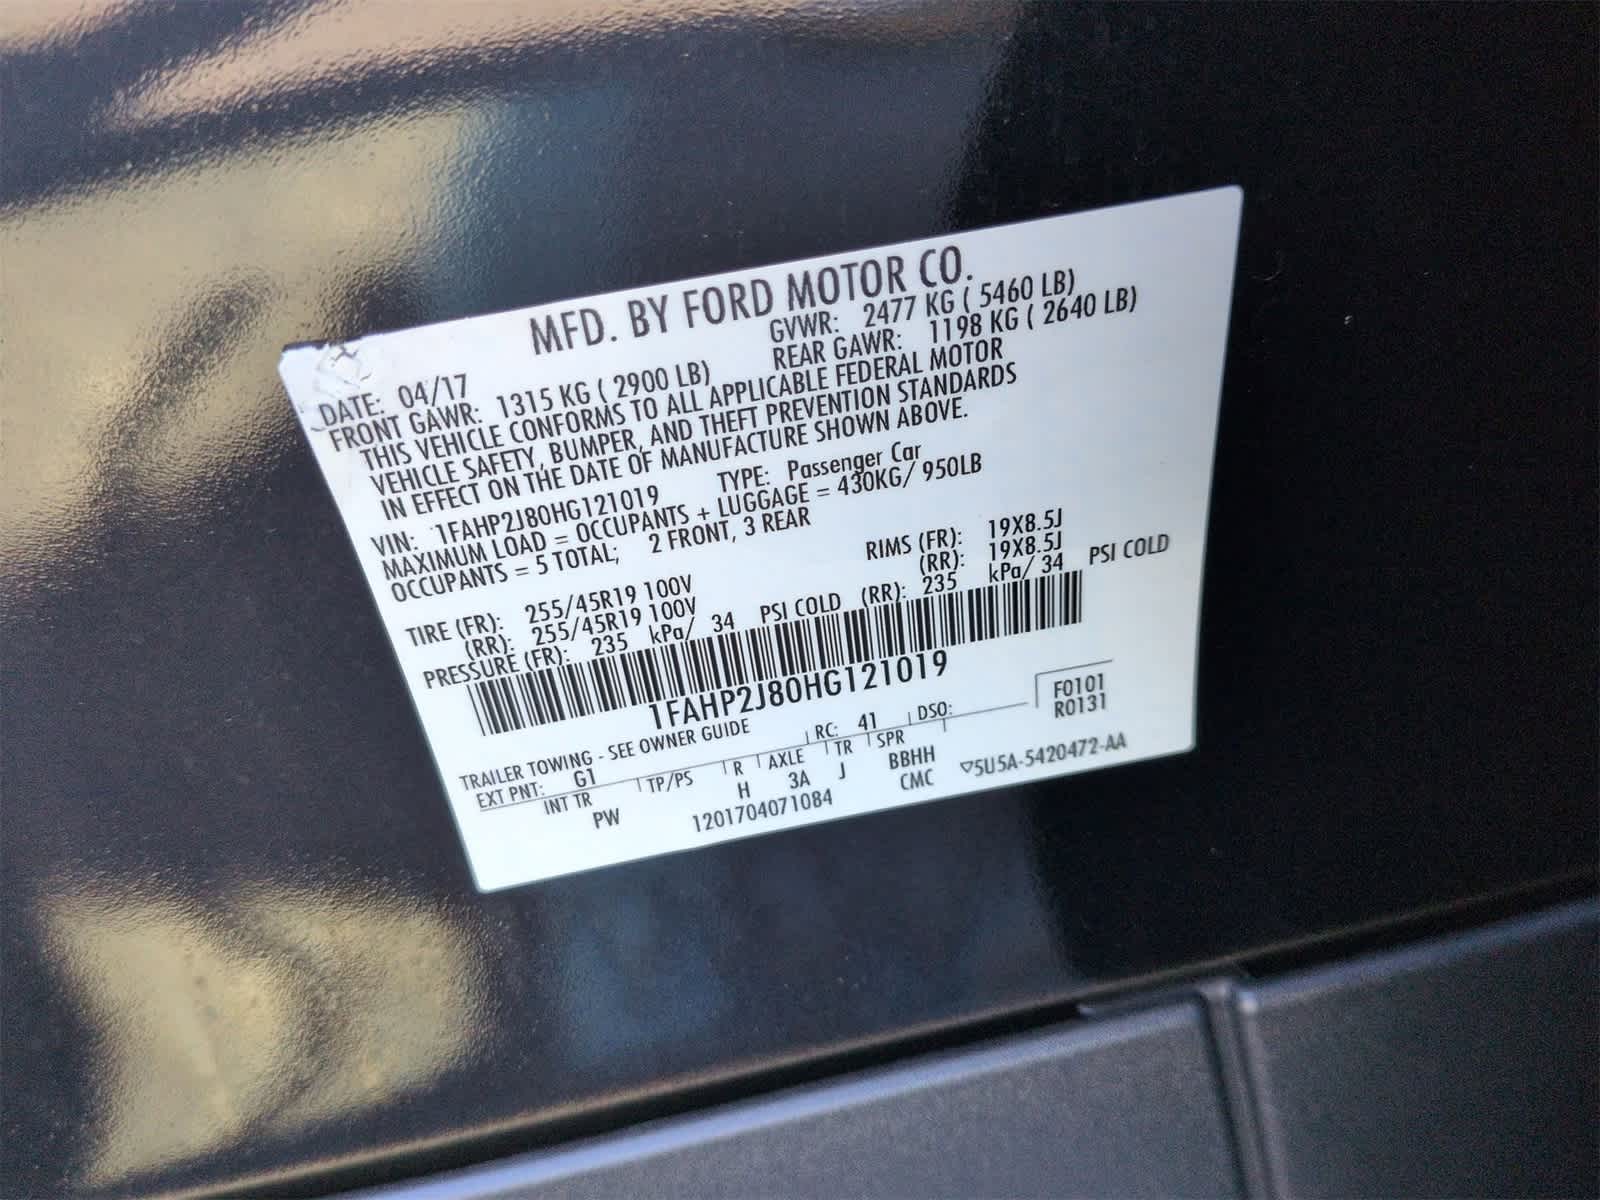 MFD. BY FORD MOTOR CO.
DATE: 04/17 GVWR: 2477 KG ( 5460 LB)
FRONT GAWR: 1315 KG ( 2900 LB) REAR GAWR: 1198 KG ( 2640 LB)
THIS VEHICLE CONFORMS TO ALL APPLICABLE FEDERAL MOTOR
VEHICLE SAFETY, BUMPER, AND THEFT PREVENTION STANDARDS
IN EFFECT ON THE DATE OF MANUFACTURE SHOWN ABOVE.
VIN: 1FAHP2J80HG121019 TYPE: Passenger Car
MAXIMUM LOAD = OCCUPANTS + LUGGAGE = 430KG/ 950LB
OCCUPANTS = 5 TOTAL; 2 FRONT, 3 REAR
TIRE (FR): 255/45R19 100V RIMS (FR): 19X8.5J
(RR): 255/45R19 100V (RR): 19X8.5J
PRESSURE (FR): 235 kPa/ 34 PSI COLD (RR): 235 kPa/ 34 PSI COLD
1FAHP2J80HG121019
TRAILER TOWING - SEE OWNER GUIDE
F0101
R0131
EXT PNT: G1 RC: 41 DSO:
INT TR TP/PS R AXLE TR SPR
PW H 3A J BBHH
1201704071084 CMC ▽5U5A-5420472-AA